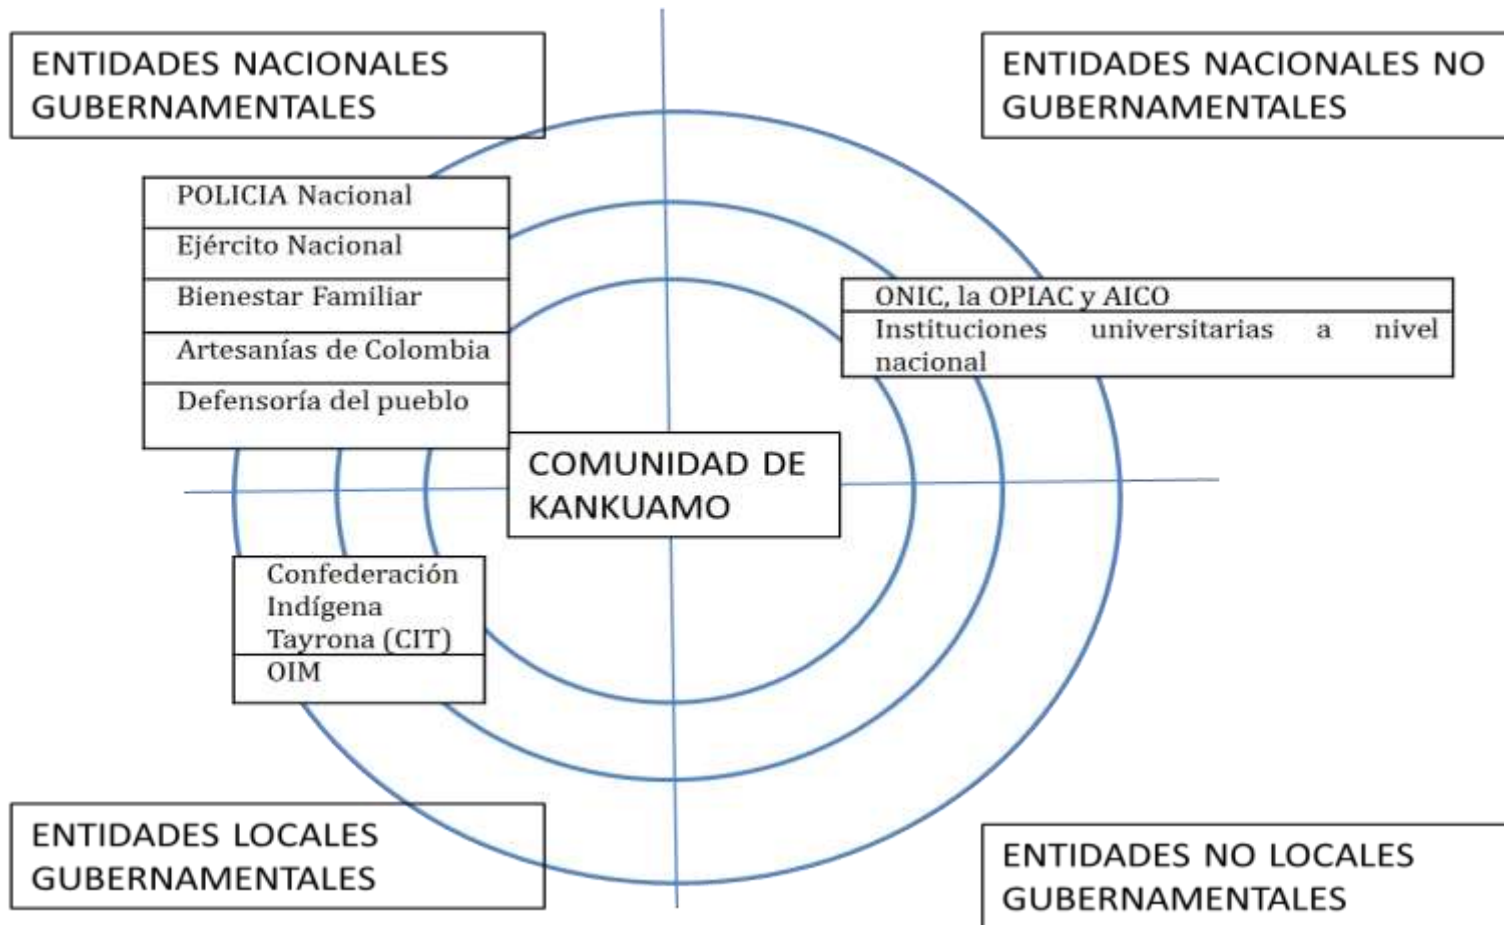 ENTIDADES NACIONALES
GUBERNAMENTALES
ENTIDADES NACIONALES NO
GUBERNAMENTALES
POLICIA Nacional
Ejército Nacional
Bienestar Familiar
Artesanías de Colombia
Defensoría del pueblo
ONIC, la OPIAC y AICO
Instituciones universitarias a nivel
nacional
COMUNIDAD DE
KANKUAMO
Confederación
Indígena
Tayrona (CIT)
OIM
ENTIDADES LOCALES
GUBERNAMENTALES
ENTIDADES NO LOCALES
GUBERNAMENTALES